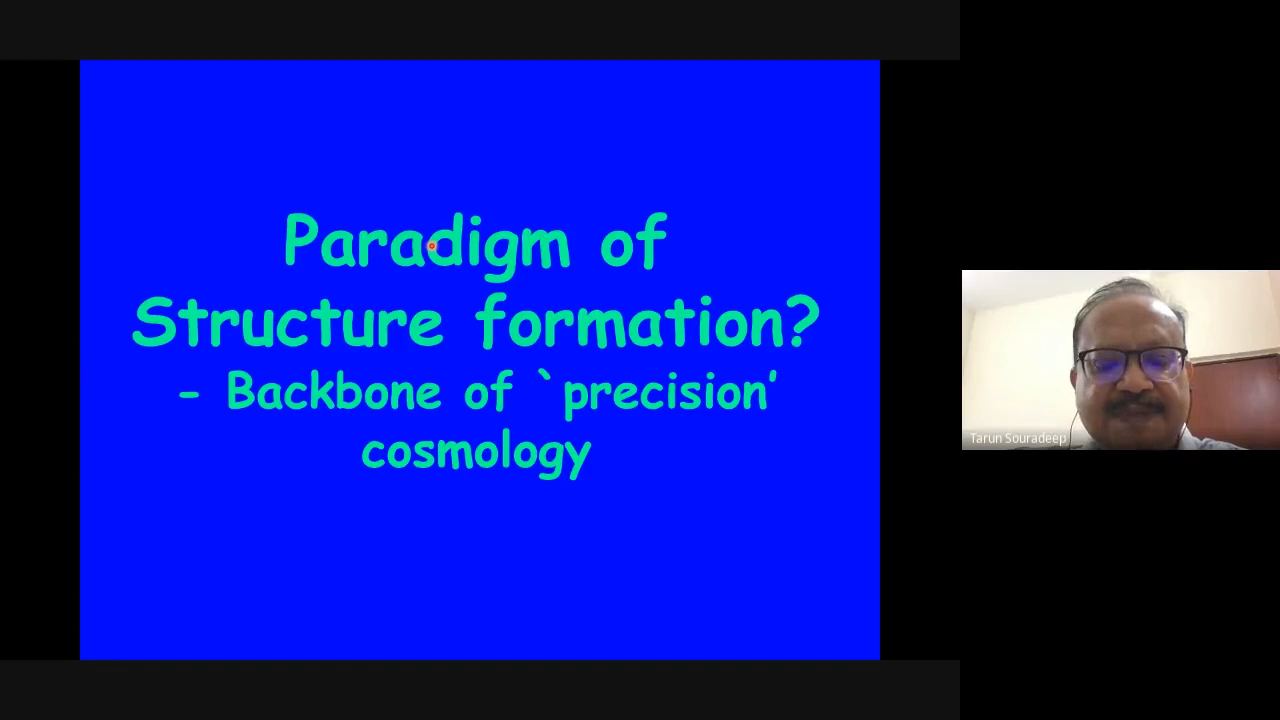 Paradigm of
Structure formation?
- Backbone of `precision'
cosmology
Tarun Souradeep